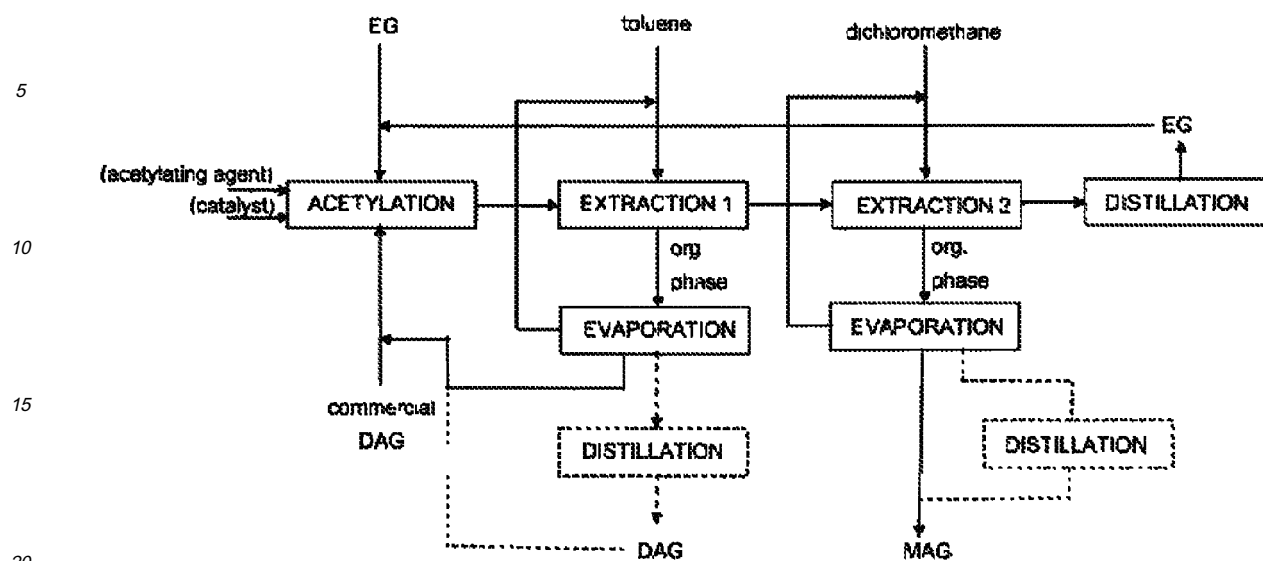 EG
toluene
dichloromethane
5
EG
(acetylating agent)
(catalyst)
ACETYLATION
EXTRACTION 1
EXTRACTION 2
DISTILLATION
10
org
phase
org.
phase
EVAPORATION
EVAPORATION
15
commercial
DAG
DISTILLATION
DISTILLATION
DAG
MAG
20